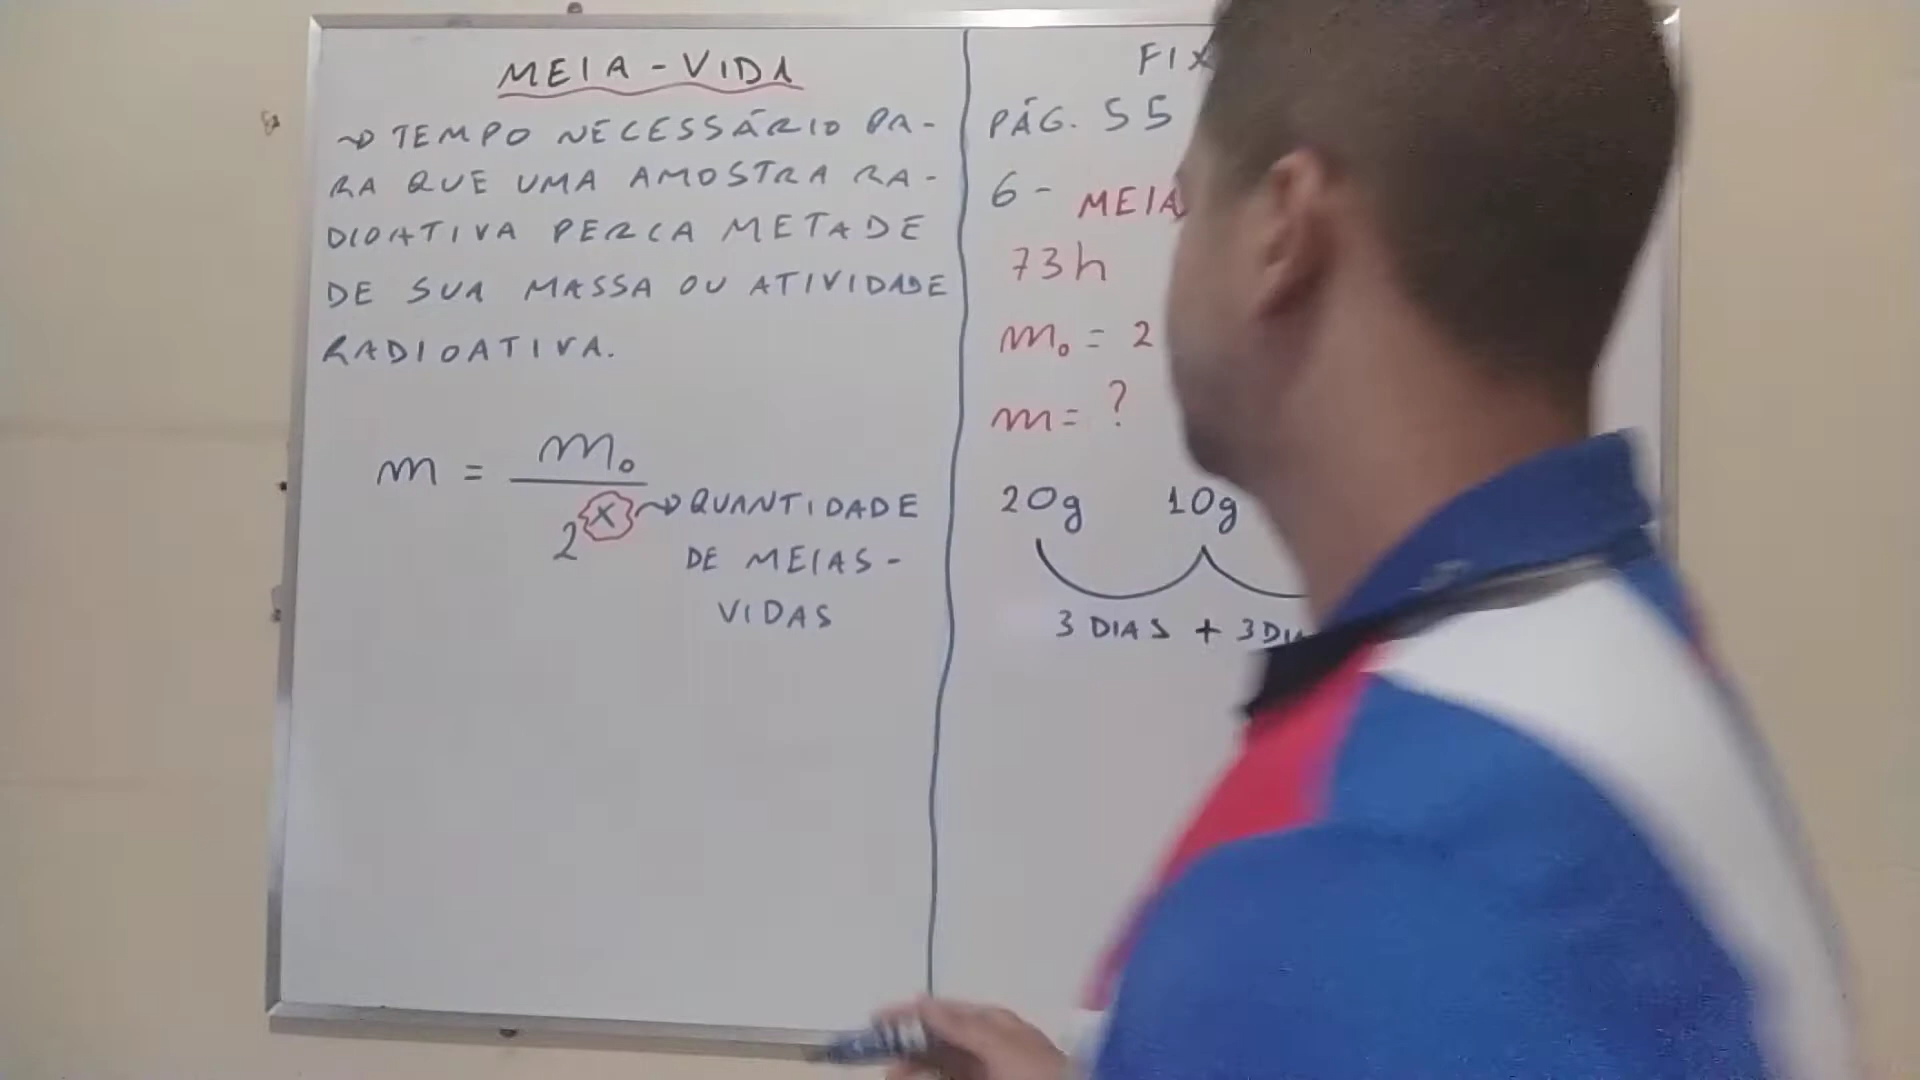 MEIA-VIDA
~> TEMPO NECESSÁRIO PA-
RA QUE UMA AMOSTRA RA-
DIOATIVA PERCA METADE
DE SUA MASSA OU ATIVIDADE
RADIOATIVA.
m = m₀ / 2^x ~> QUANTIDADE
DE MEIAS-
VIDAS
FIX
PÁG. 55
6- MEIA
73h
m₀ = 2
m = ?
20g 10g
3 DIAS + 3 DIA